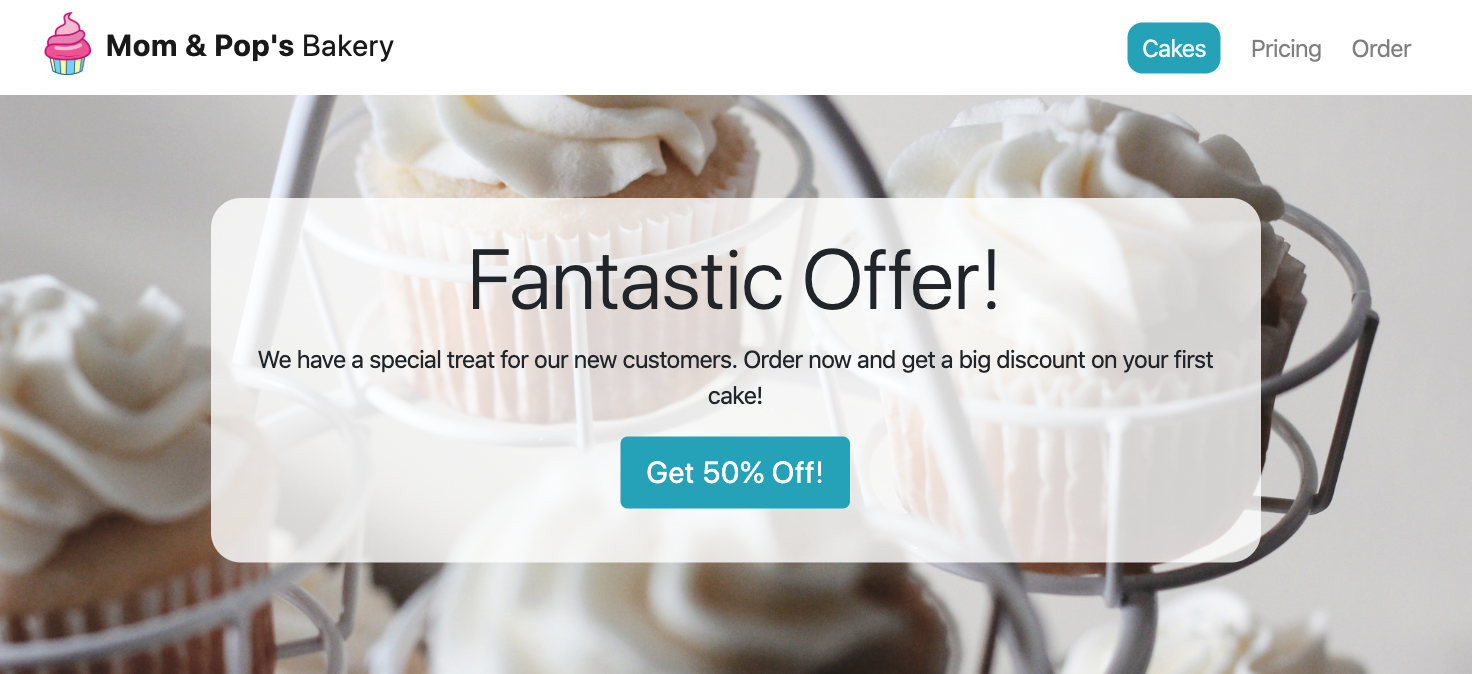 Mom & Pop's Bakery
Cakes Pricing Order
Fantastic Offer!
We have a special treat for our new customers. Order now and get a big discount on your first
cake!
Get 50% Off!